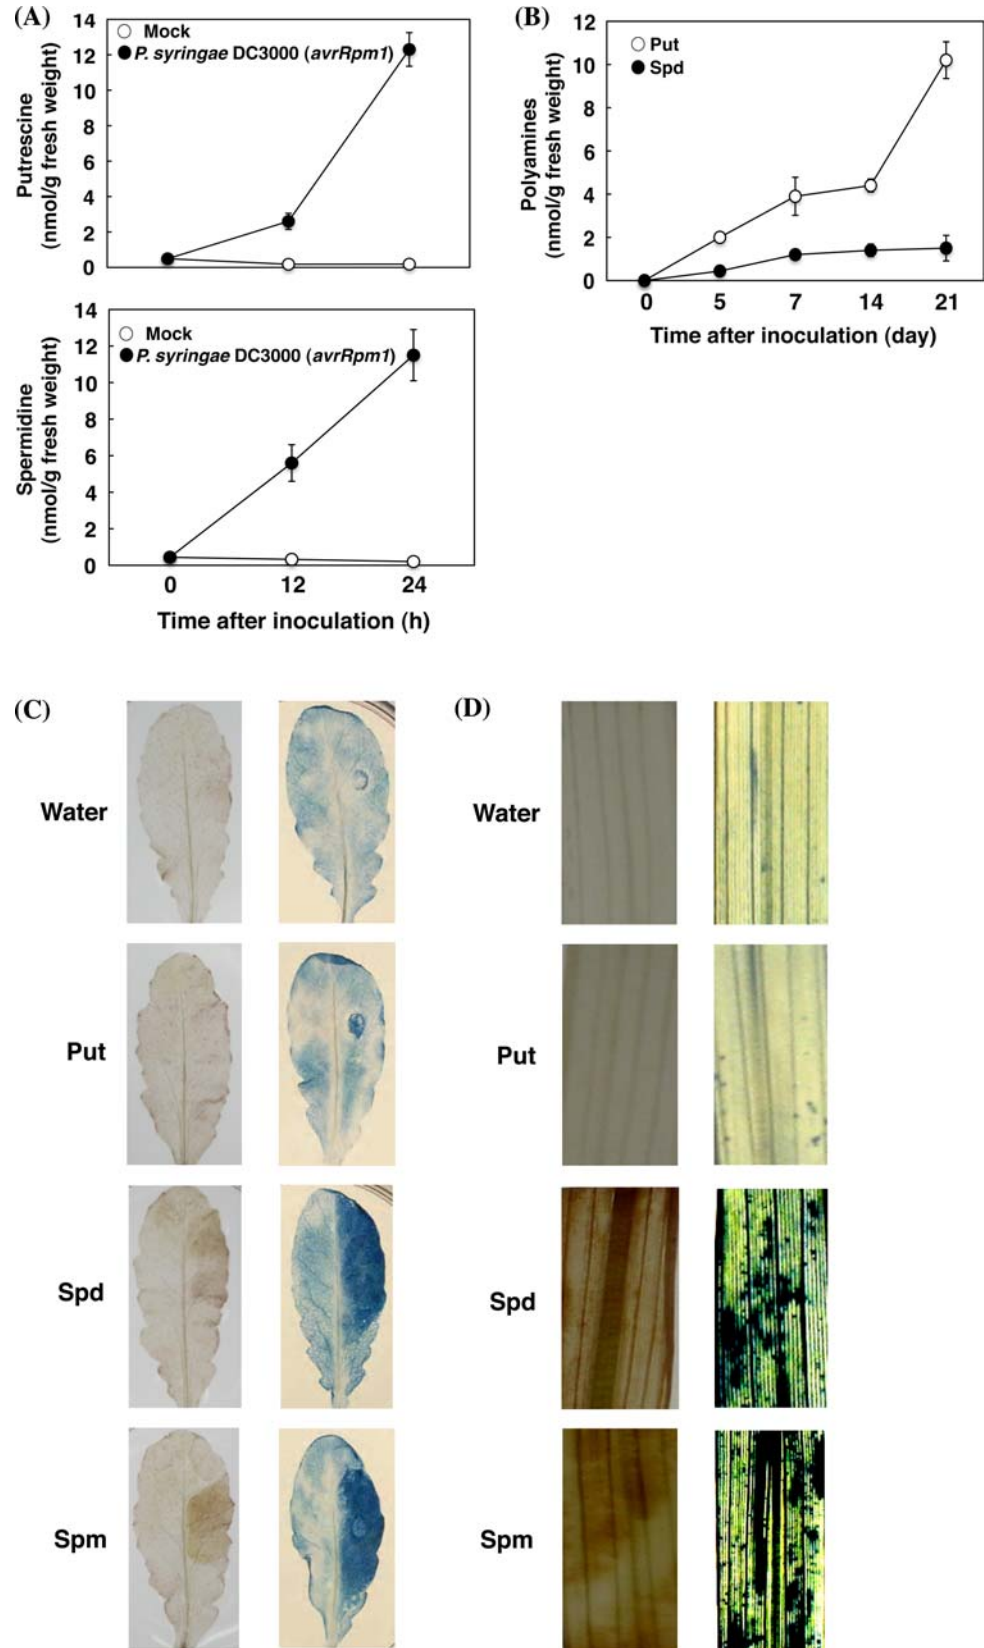 (A)
14
12
10
8
6
4
2
0
Putrescine
(nmol/g fresh weight)
Mock
P. syringae DC3000 (avrRpm1)
14
12
10
8
6
4
2
0
Spermidine
(nmol/g fresh weight)
Mock
P. syringae DC3000 (avrRpm1)
0 12 24
Time after inoculation (h)
(B)
12
10
8
6
4
2
0
Polyamines
(nmol/g fresh weight)
Put
Spd
0 5 7 14 21
Time after inoculation (day)
(C)
Water
Put
Spd
Spm
(D)
Water
Put
Spd
Spm